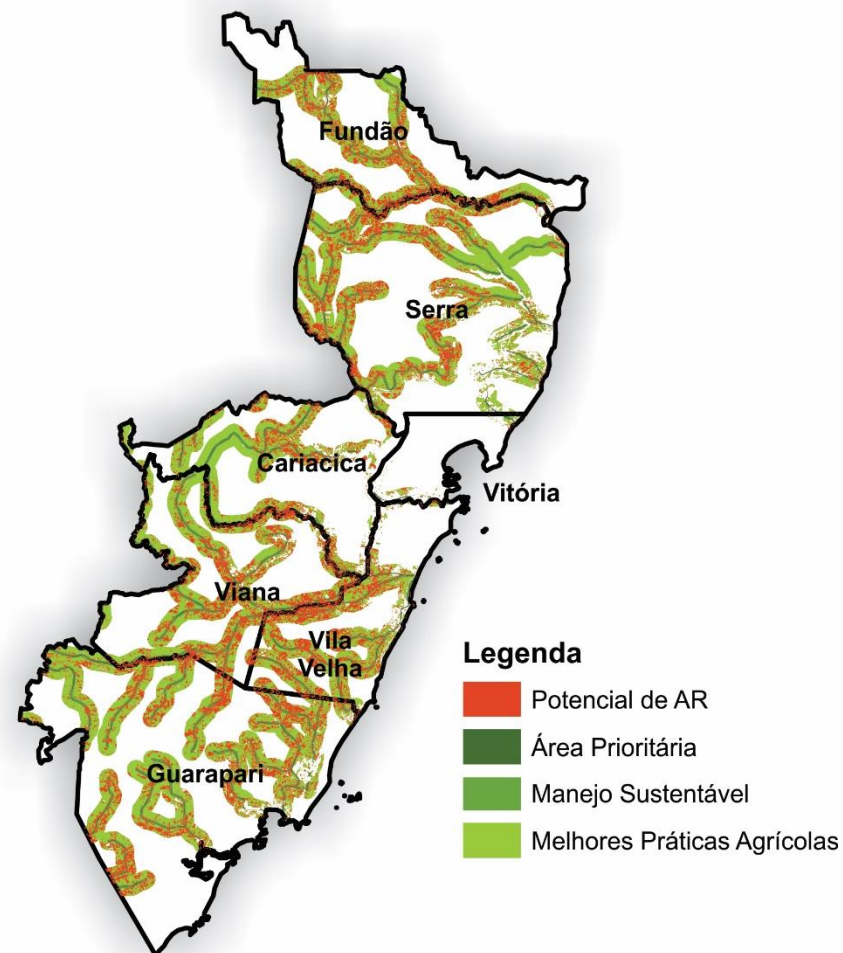 Fundão
Serra
Cariacica
Vitória
Viana
Vila
Velha
Guarapari
Legenda
Potencial de AR
Área Prioritária
Manejo Sustentável
Melhores Práticas Agrícolas